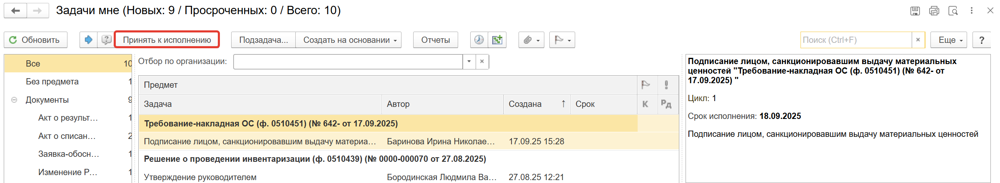 Задачи мне (Новых: 9 / Просроченных: 0 / Всего: 10)
Обновить
Принять к исполнению
Подзадача...
Создать на основании
Отчеты
Поиск (Ctrl+F)
×
Еще
?
Все 10
Без предмета 1
Документы 9
Акт о результ… 1
Акт о списан… 2
Заявка-обосн… 1
Изменение Р… 1
Отбор по организации:
Предмет
Задача Автор Создана ↑ Срок К Рд
Требование-накладная ОС (ф. 0510451) (№ 642- от 17.09.2025)
Подписание лицом, санкционировавшим выдачу материа… Баринова Ирина Николае… 17.09.25 15:28
Решение о проведении инвентаризации (ф. 0510439) (№ 0000-000070 от 27.08.2025)
Утверждение руководителем Бородинская Людмила Ва… 27.08.25 12:21
Подписание лицом, санкционировавшим выдачу материальных
ценностей "Требование-накладная ОС (ф. 0510451) (№ 642- от
17.09.2025) "
Цикл: 1
Срок исполнения: 18.09.2025
Подписание лицом, санкционировавшим выдачу материальных ценностей